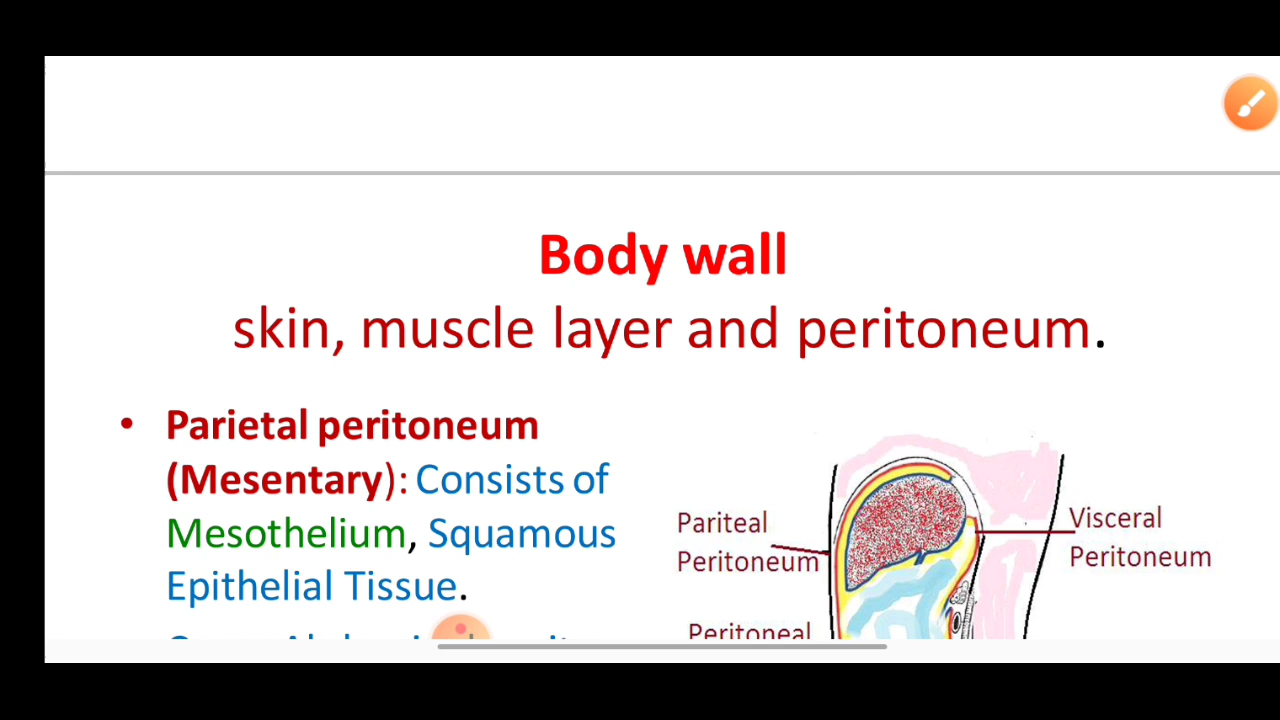 Body wall
skin, muscle layer and peritoneum.
• Parietal peritoneum
(Mesentary): Consists of
Mesothelium, Squamous
Epithelial Tissue.
Pariteal
Peritoneum
Visceral
Peritoneum
Peritoneal